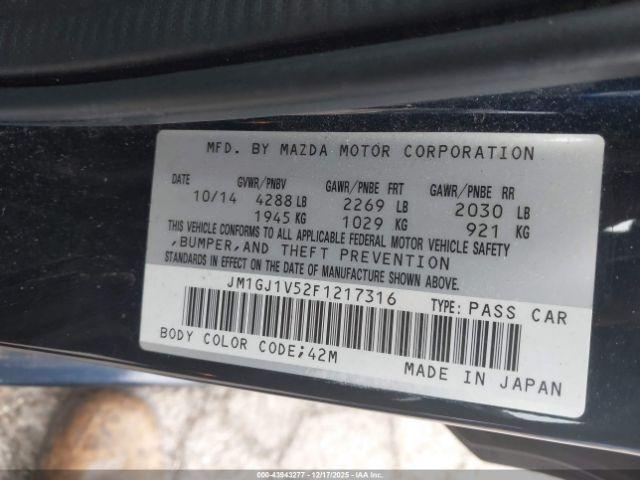 MFD. BY MAZDA MOTOR CORPORATION
DATE GVWR/PNBV GAWR/PNBE FRT GAWR/PNBE RR
10/14 4288 LB 2269 LB 2030 LB
1945 KG 1029 KG 921 KG
THIS VEHICLE CONFORMS TO ALL APPLICABLE FEDERAL MOTOR VEHICLE SAFETY
,BUMPER,AND THEFT PREVENTION
STANDARDS IN EFFECT ON THE DATE OF MANUFACTURE SHOWN ABOVE.
JM1GJ1V52F1217316 TYPE: PASS CAR
BODY COLOR CODE;42M
MADE IN JAPAN
000-43943277 - 12/17/2025 - IAAI.COM